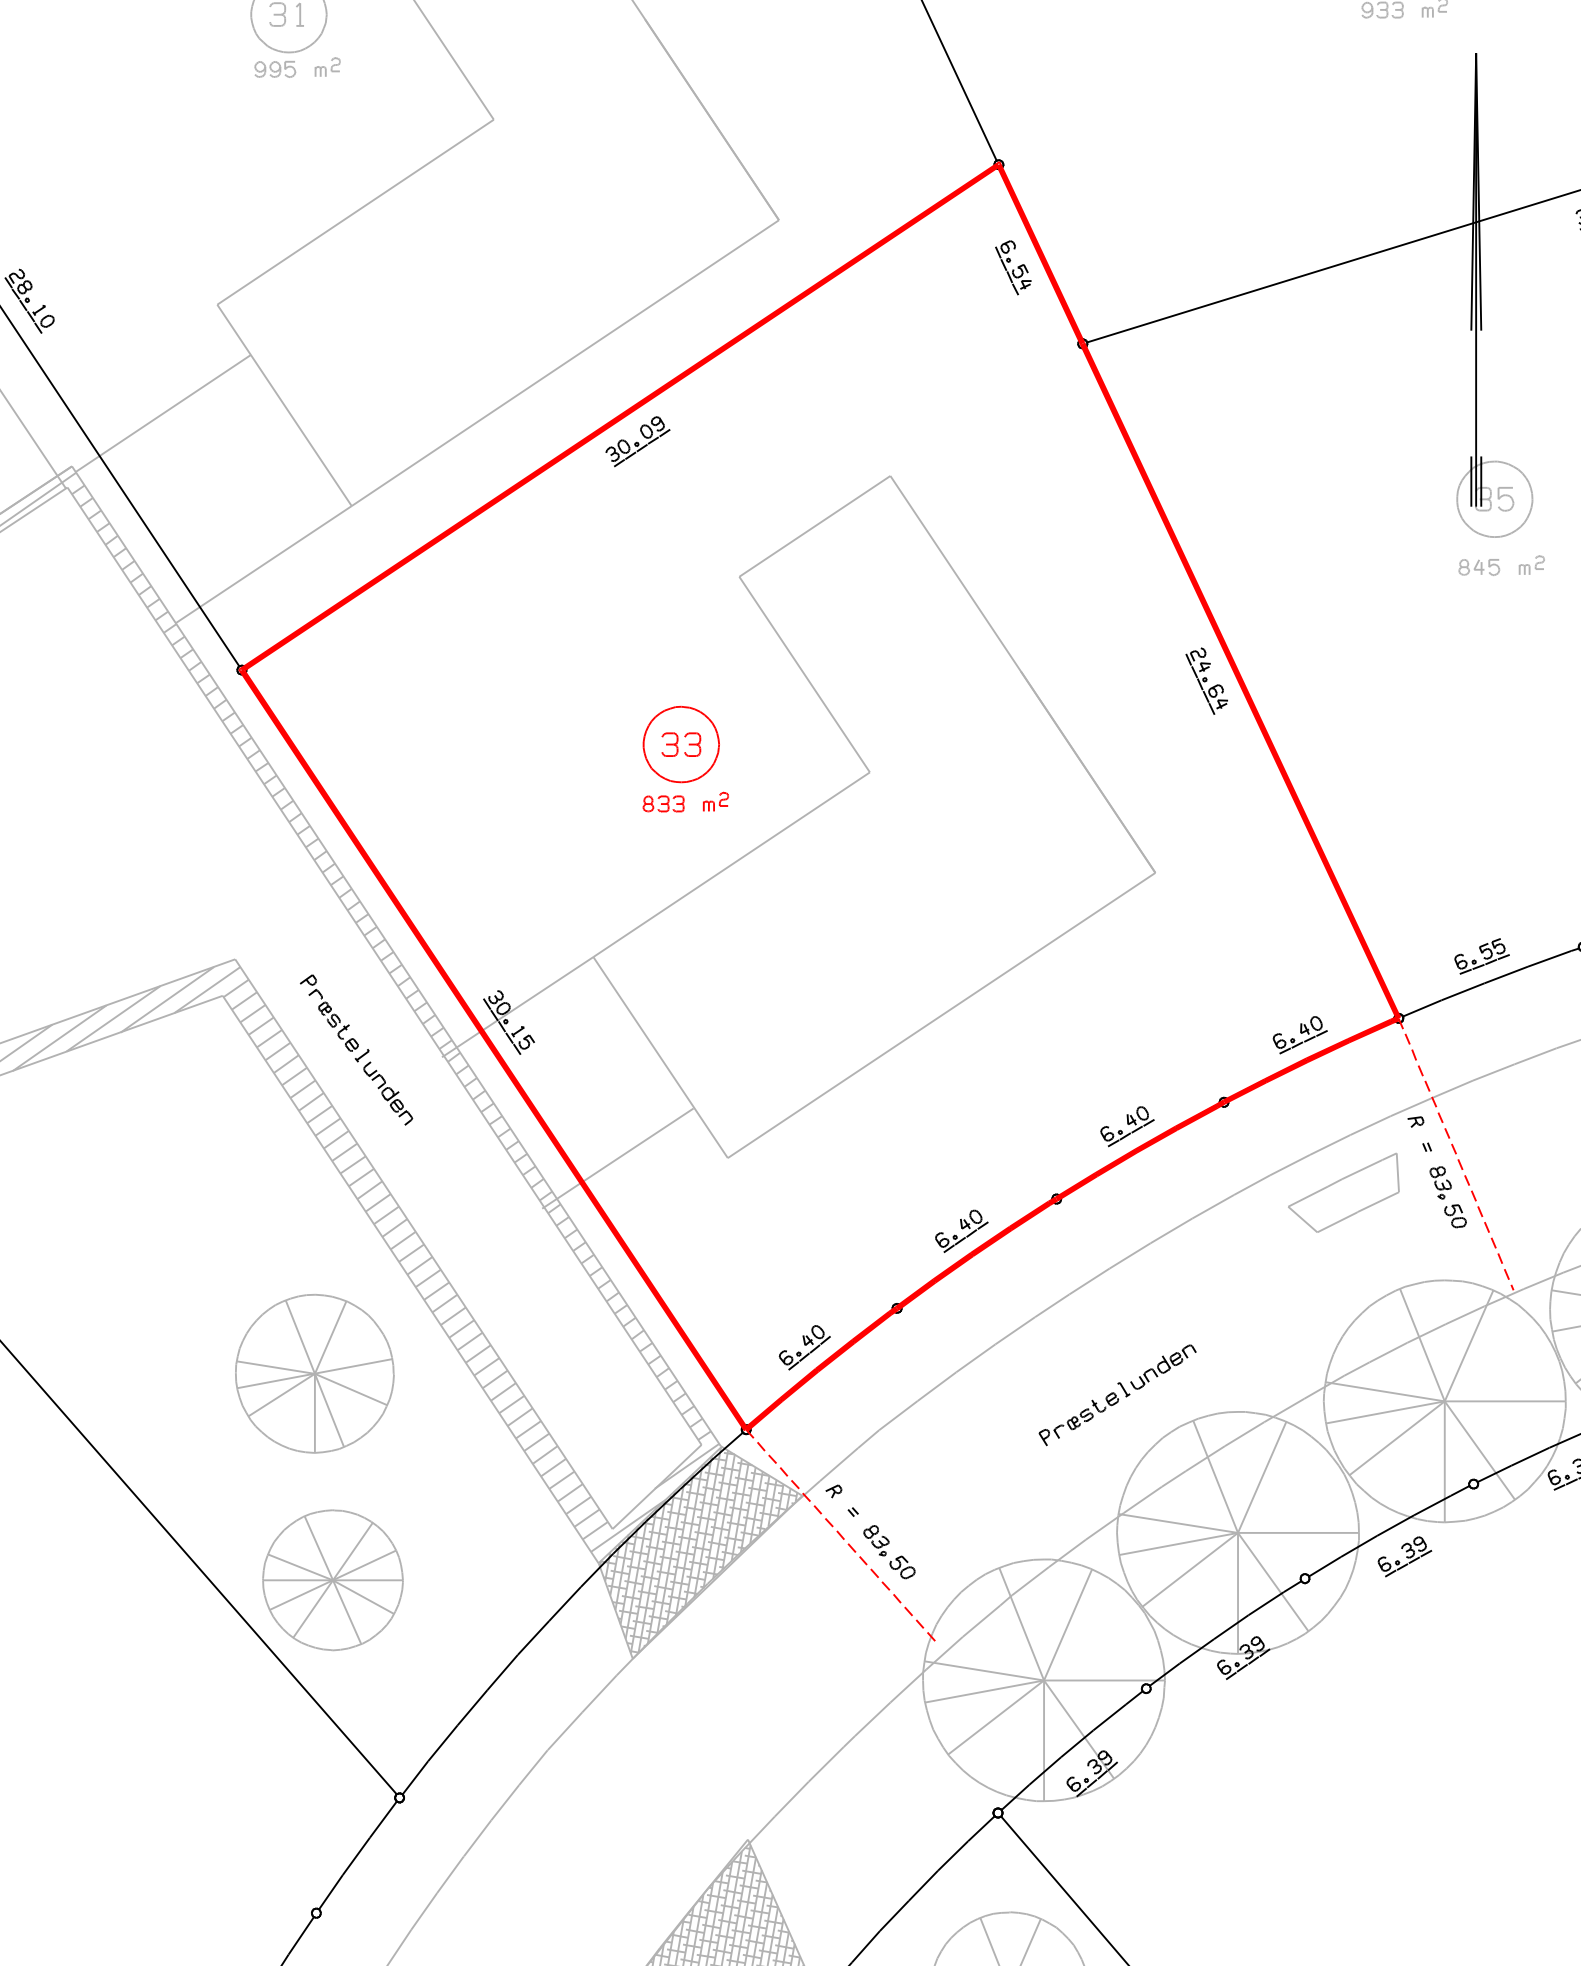 31
995 m²
933 m²
28.10
6.54
30.09
35
845 m²
24.64
33
833 m²
6.55
Præstelunden
30.15
6.40
6.40
R = 83,50
6.40
6.40
Præstelunden
R = 83,50
6.39
6.39
6.39